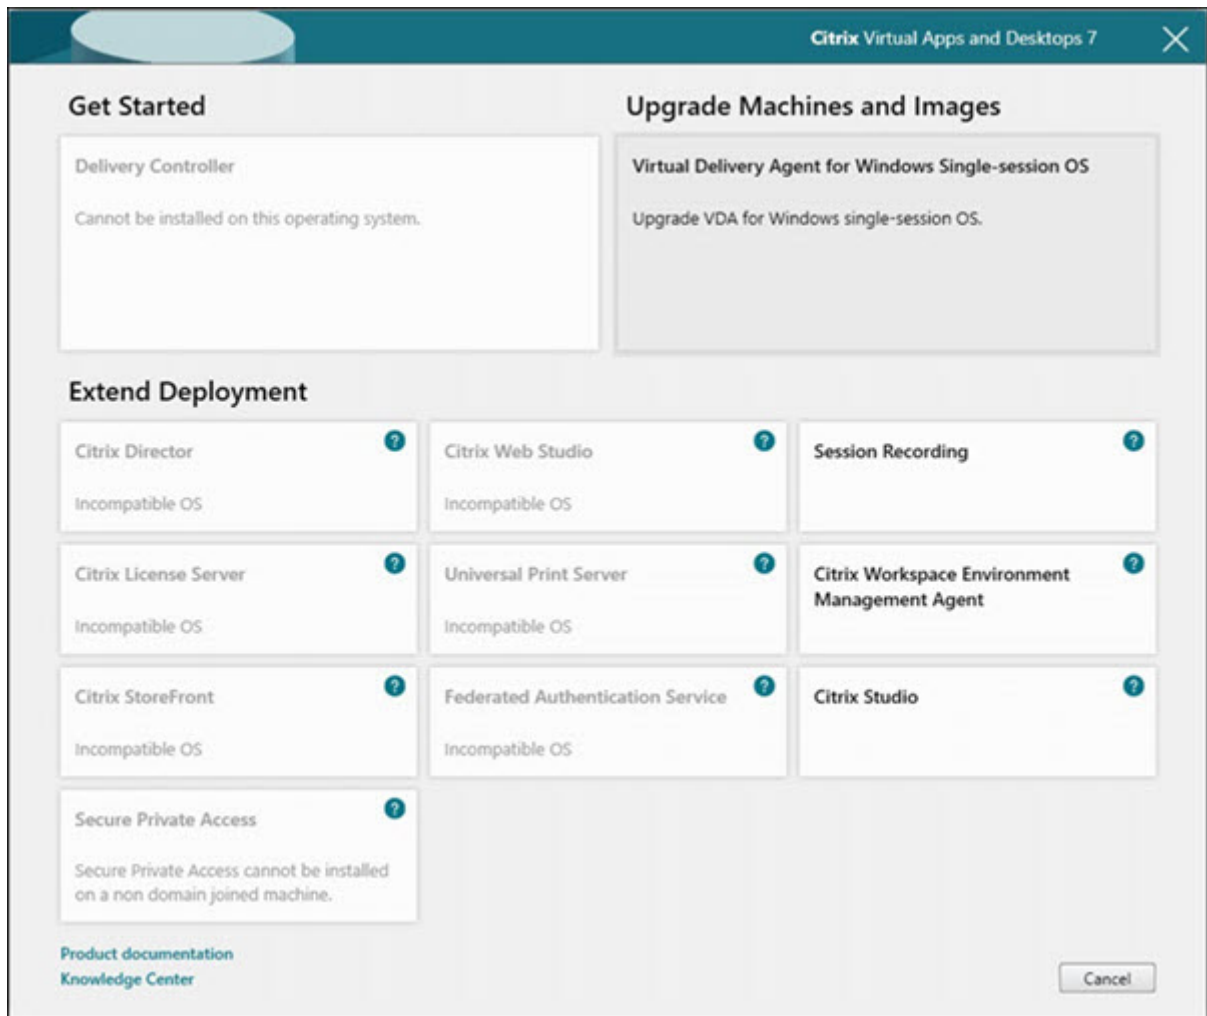 Citrix Virtual Apps and Desktops 7
Get Started
Delivery Controller
Cannot be installed on this operating system.
Upgrade Machines and Images
Virtual Delivery Agent for Windows Single-session OS
Upgrade VDA for Windows single-session OS.
Extend Deployment
Citrix Director
?
Incompatible OS
Citrix Web Studio
?
Incompatible OS
Session Recording
?
Citrix License Server
?
Incompatible OS
Universal Print Server
?
Incompatible OS
Citrix Workspace Environment
Management Agent
?
Citrix StoreFront
?
Incompatible OS
Federated Authentication Service
?
Incompatible OS
Citrix Studio
?
Secure Private Access
?
Secure Private Access cannot be installed
on a non domain joined machine.
Product documentation
Knowledge Center
Cancel